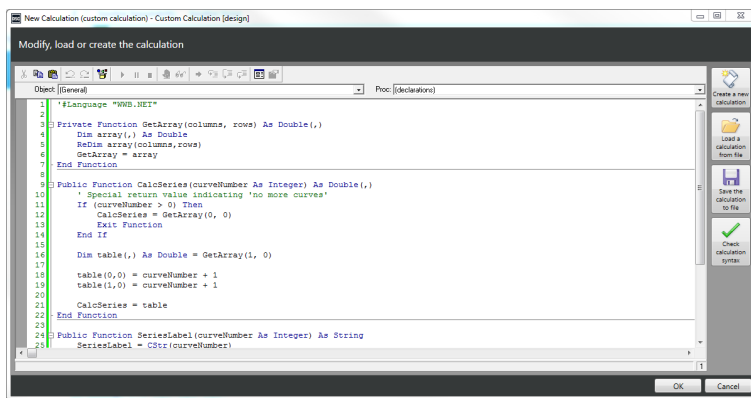 New Calculation (custom calculation) - Custom Calculation [design]
Modify, load or create the calculation
Object: (General) Proc: (declarations)
1 '#Language "WWB.NET"
2
3 Private Function GetArray(columns, rows) As Double(,)
4 Dim array(,) As Double
5 ReDim array(columns,rows)
6 GetArray = array
7 End Function
8
9 Public Function CalcSeries(curveNumber As Integer) As Double(,)
10 ' Special return value indicating 'no more curves'
11 If (curveNumber > 0) Then
12 CalcSeries = GetArray(0, 0)
13 Exit Function
14 End If
15
16 Dim table(,) As Double = GetArray(1, 0)
17
18 table(0,0) = curveNumber + 1
19 table(1,0) = curveNumber + 1
20
21 CalcSeries = table
22 End Function
23
24 Public Function SeriesLabel(curveNumber As Integer) As String
25 SeriesLabel = CStr(curveNumber)
Create a new
calculation
Load a
calculation
from file
Save the
calculation
to file
Check
calculation
syntax
1
OK Cancel